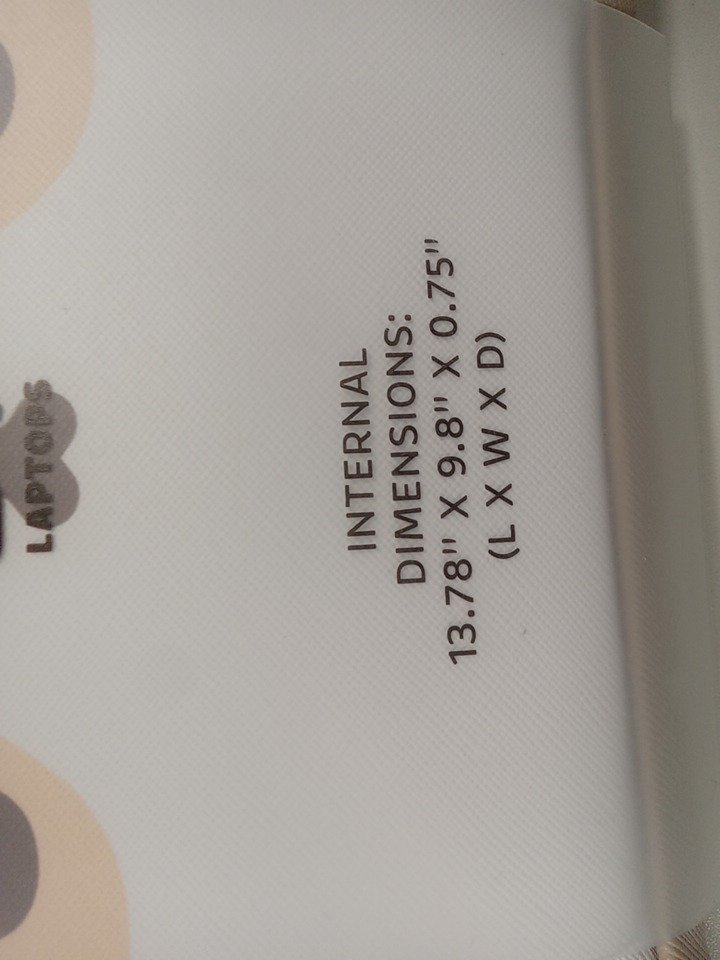 LAPTOPS
INTERNAL
DIMENSIONS:
13.78" X 9.8" X 0.75"
(L X W X D)